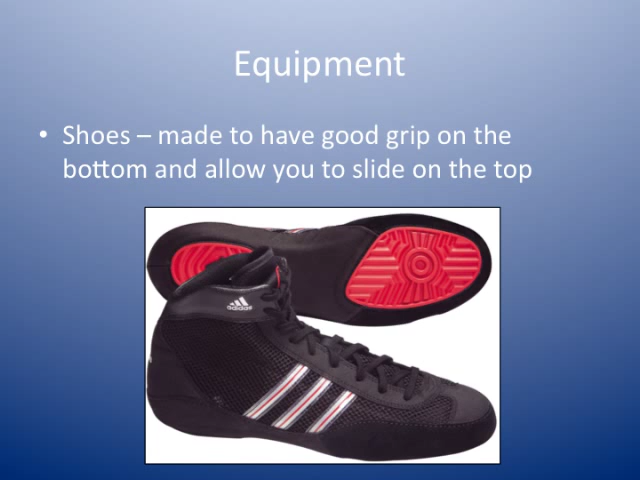 Equipment
• Shoes – made to have good grip on the
bottom and allow you to slide on the top
adidas